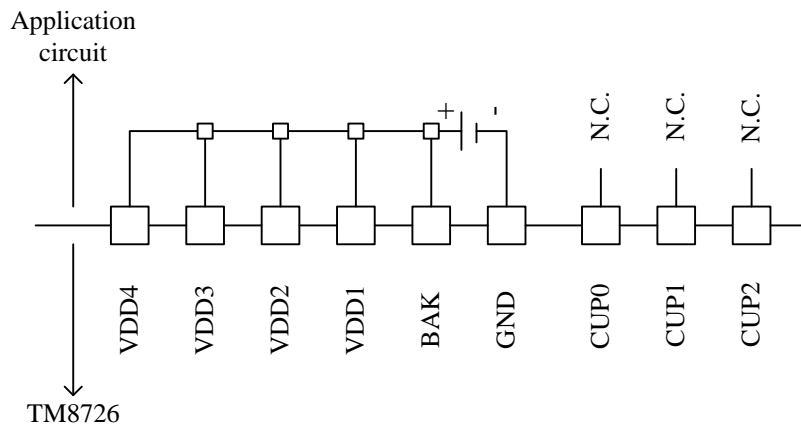 Application
circuit
+
-
N.C.
N.C.
N.C.
VDD4
VDD3
VDD2
VDD1
BAK
GND
CUP0
CUP1
CUP2
TM8726